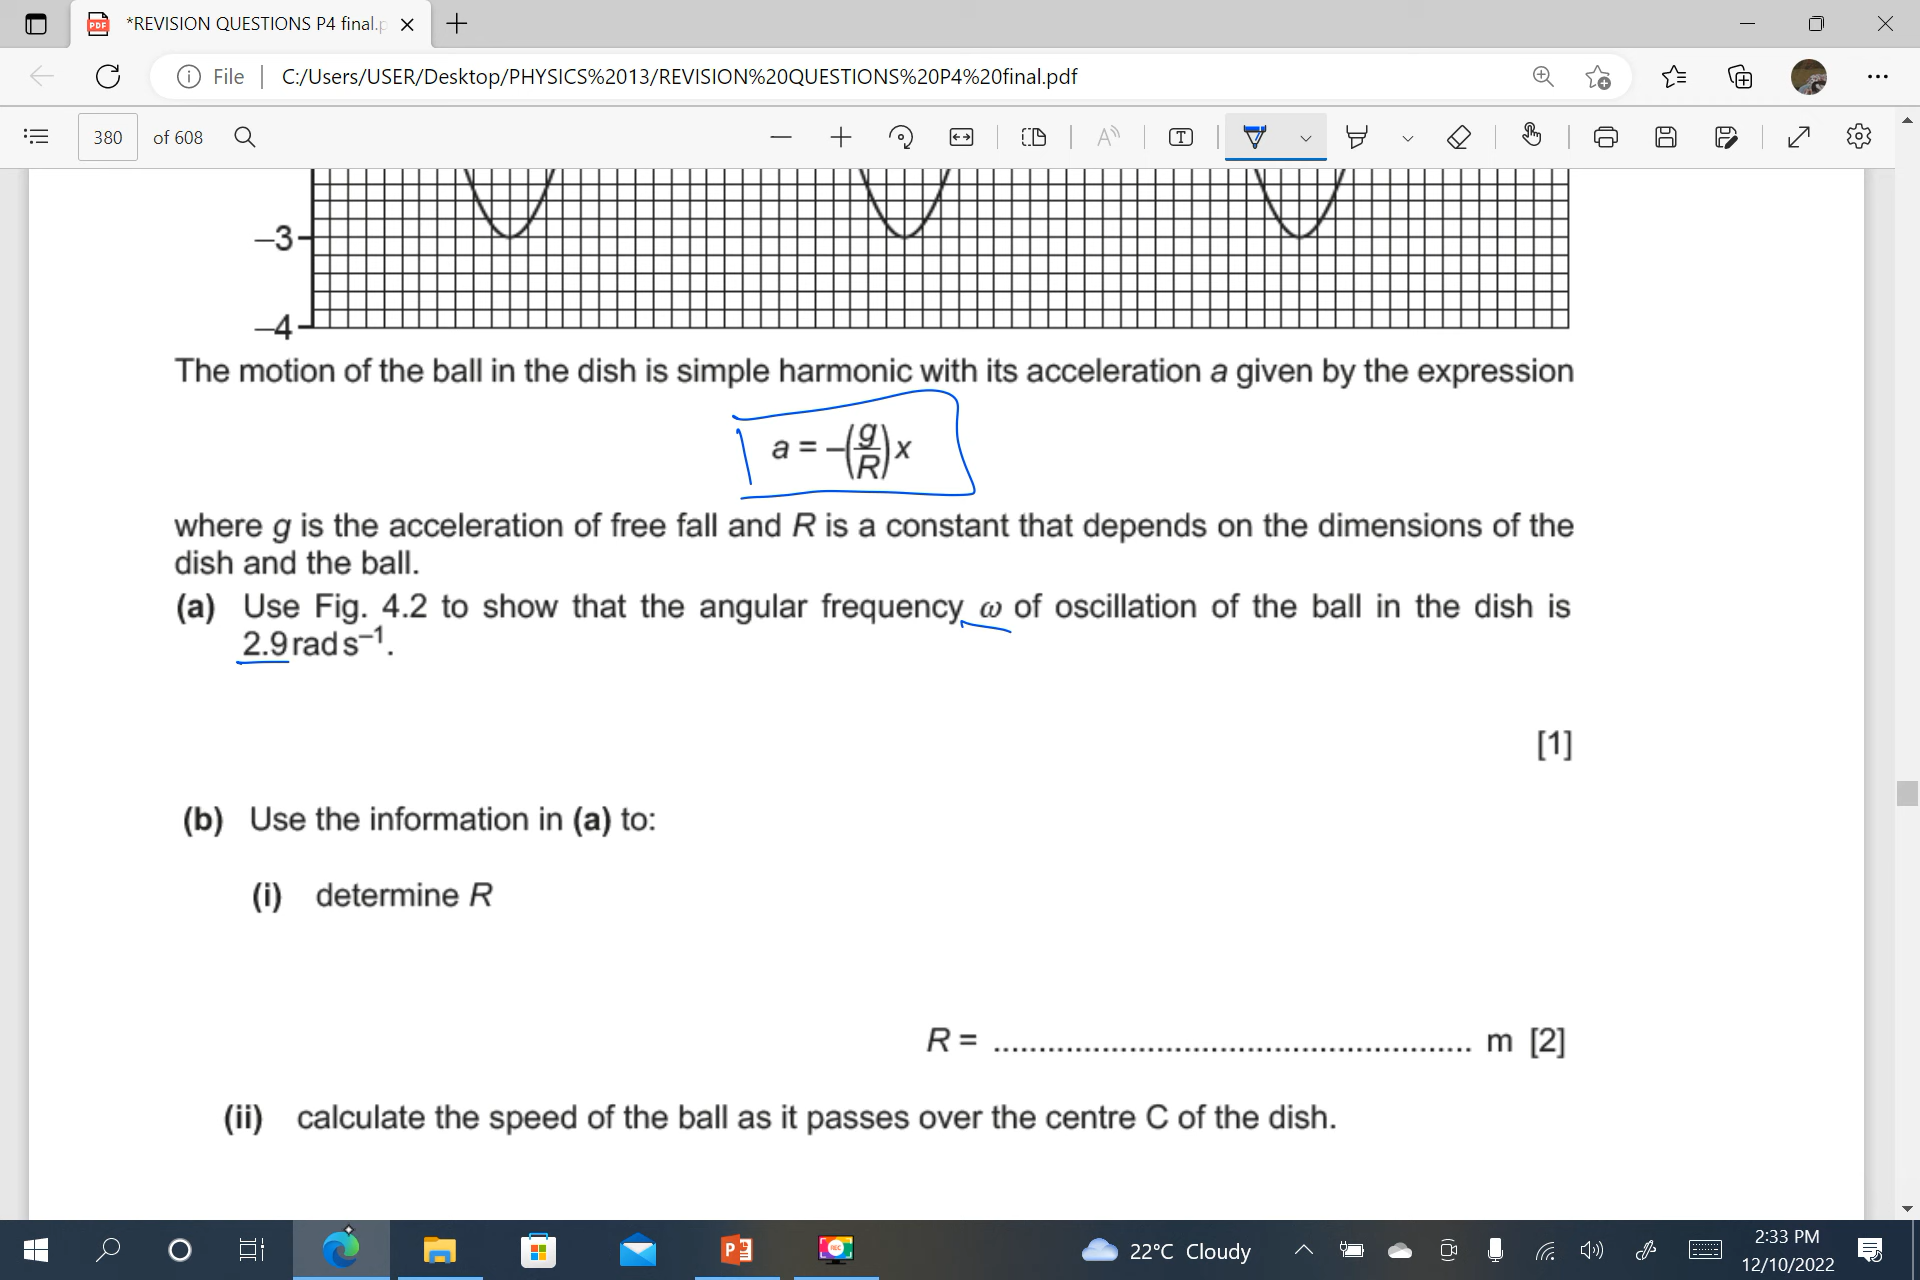 *REVISION QUESTIONS P4 final.p
File
C:/Users/USER/Desktop/PHYSICS%2013/REVISION%20QUESTIONS%20P4%20final.pdf
380 of 608
–3
–4
The motion of the ball in the dish is simple harmonic with its acceleration a given by the expression
a = –(g/R)x
where g is the acceleration of free fall and R is a constant that depends on the dimensions of the
dish and the ball.
(a) Use Fig. 4.2 to show that the angular frequency ω of oscillation of the ball in the dish is
2.9 rad s⁻¹.
[1]
(b) Use the information in (a) to:
(i) determine R
R = ..................................................... m [2]
(ii) calculate the speed of the ball as it passes over the centre C of the dish.
22°C Cloudy
2:33 PM
12/10/2022